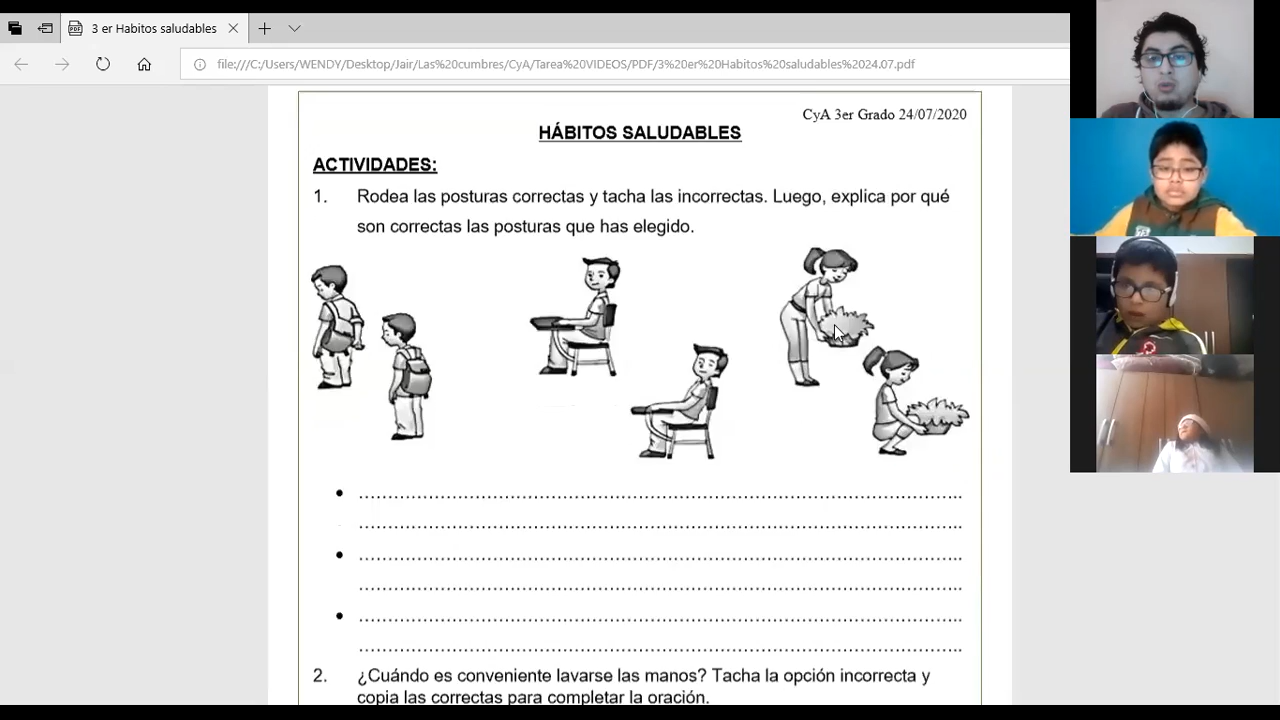 3 er Habitos saludables
file:///C:/Users/WENDY/Desktop/Jair/Las%20umbres/CyA/Tarea%20VIDEOS/PDF/3%20er%20Habitos%20saludables%2024.07.pdf
CyA 3er Grado 24/07/2020
HÁBITOS SALUDABLES
ACTIVIDADES:
1. Rodea las posturas correctas y tacha las incorrectas. Luego, explica por qué
son correctas las posturas que has elegido.
2. ¿Cuándo es conveniente lavarse las manos? Tacha la opción incorrecta y
copia las correctas para completar la oración.